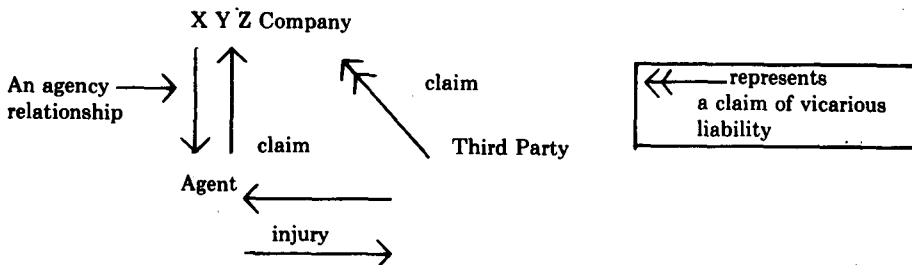 X Y Z Company
An agency
relationship
claim
claim
Third Party
Agent
injury
represents
a claim of vicarious
liability